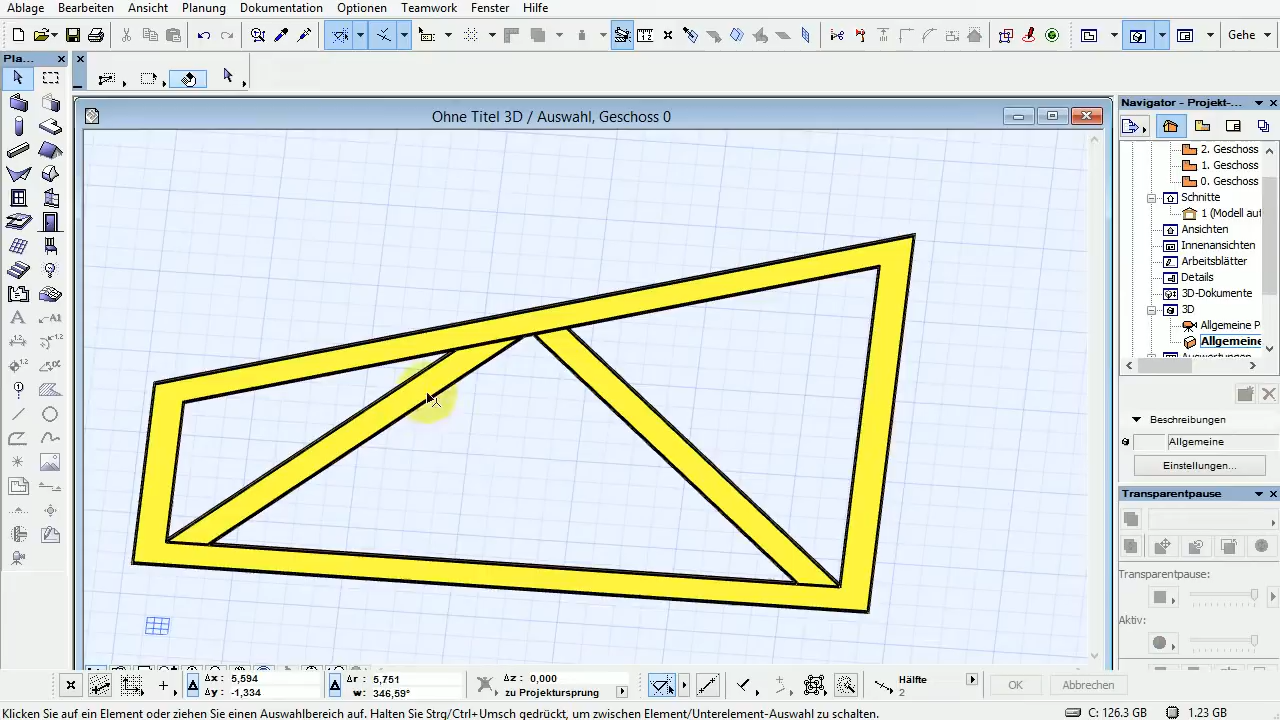 Ablage Bearbeiten Ansicht Planung Dokumentation Optionen Teamwork Fenster Hilfe
Gehe
Pla...
Ohne Titel 3D / Auswahl, Geschoss 0
Navigator - Projekt-...
2. Geschoss
1. Geschoss
0. Geschoss
Schnitte
1 (Modell aut
Ansichten
Innenansichten
Arbeitsblätter
Details
3D-Dokumente
3D
Allgemeine P
Allgemeine
Beschreibungen
Allgemeine
Einstellungen...
Transparentpause
Transparentpause:
Aktiv:
Δx: 5,594 Δr: 5,751 Δz: 0,000 Hälfte
Δy: -1,334 w: 346,58° zu Projektursprung 2
OK Abbrechen
Klicken Sie auf ein Element oder ziehen Sie einen Auswahlbereich auf. Halten Sie Strg/Ctrl+Umsch gedrückt, um zwischen Element/Unterelement-Auswahl zu schalten. C: 126.3 GB 1.23 GB